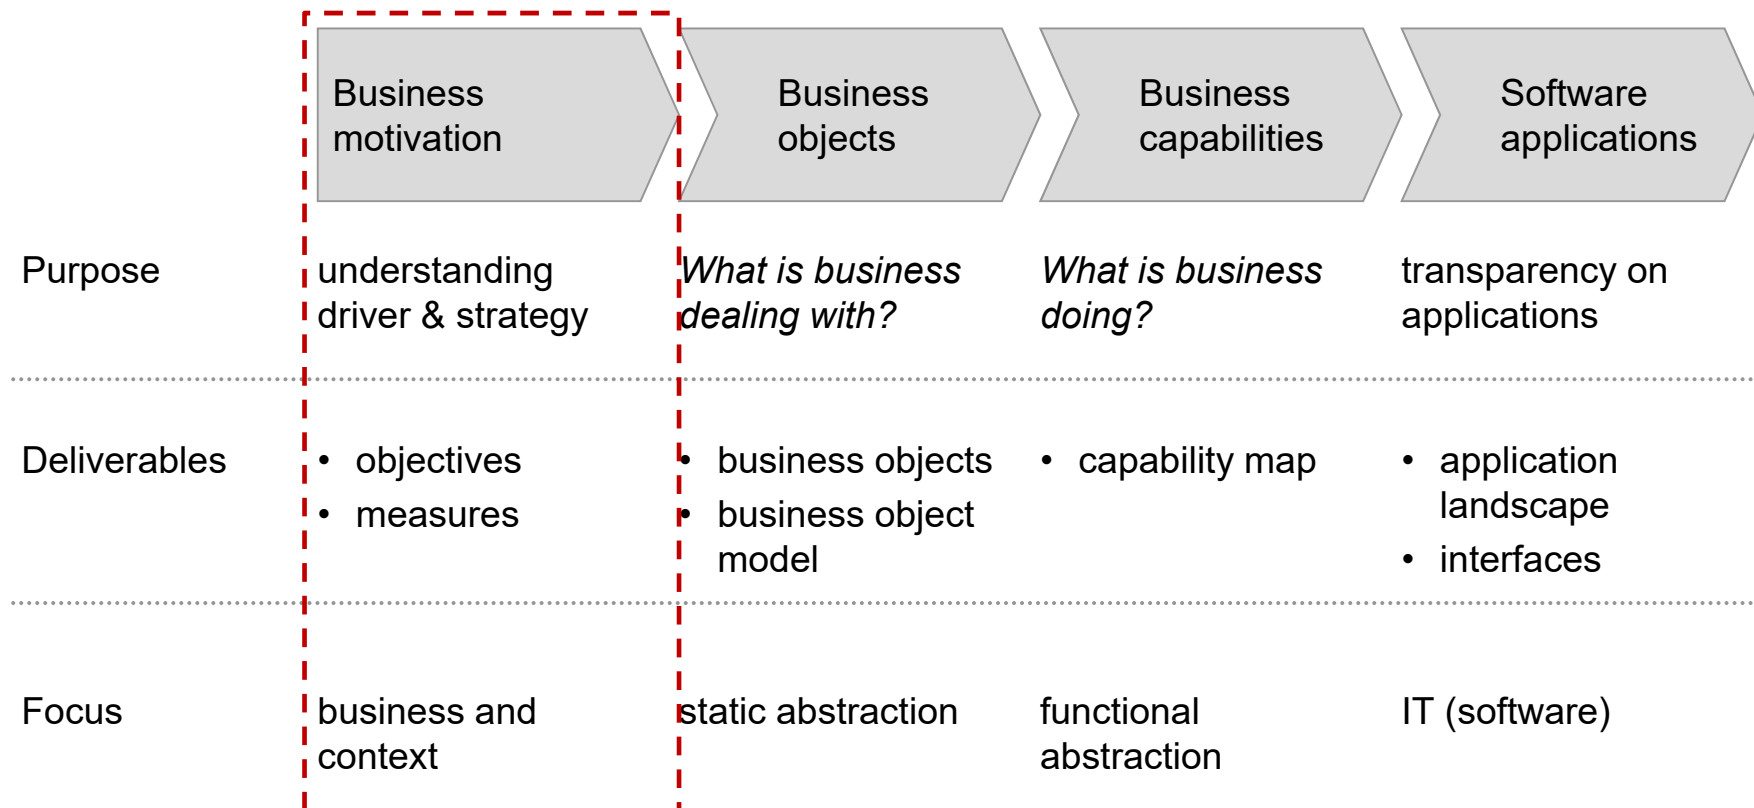 Business
motivation
Business
objects
Business
capabilities
Software
applications
Purpose
understanding
driver & strategy
What is business
dealing with?
What is business
doing?
transparency on
applications
Deliverables
• objectives
• measures
• business objects
• business object
model
• capability map
• application
landscape
• interfaces
Focus
business and
context
static abstraction
functional
abstraction
IT (software)